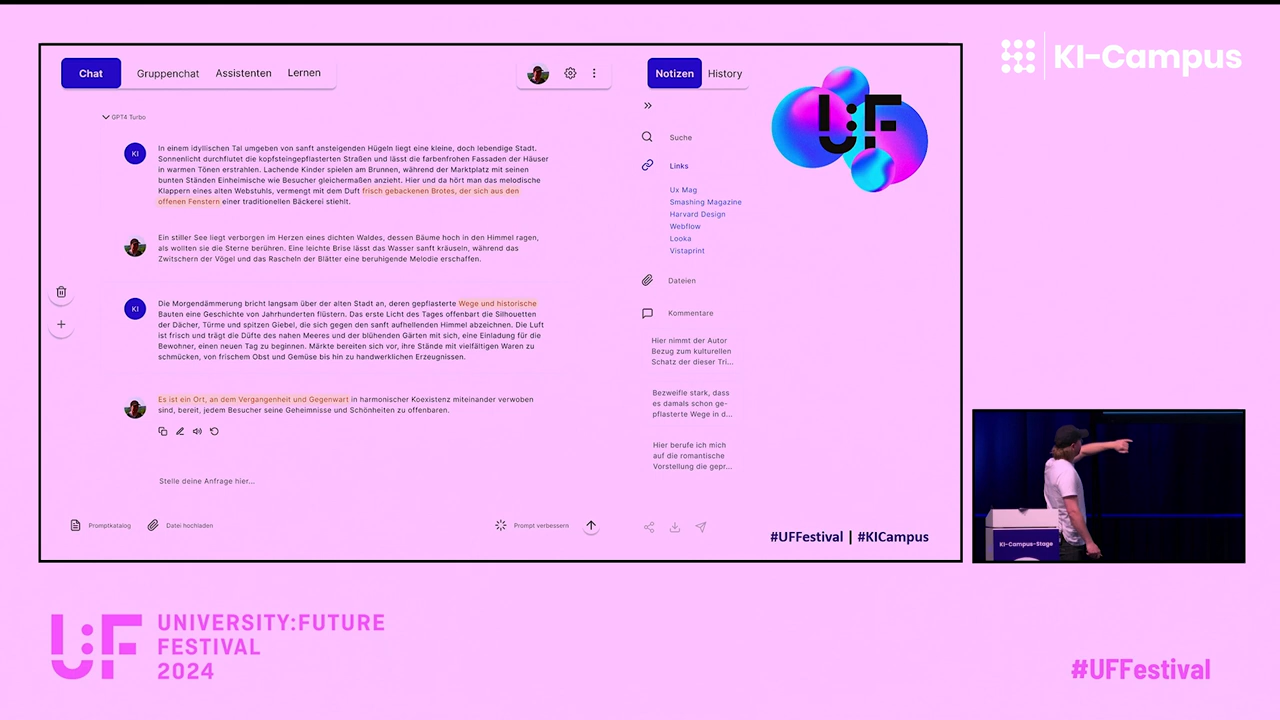 KI-Campus
Chat
Gruppenchat
Assistenten
Lernen
Notizen
History
U:F
GPT4 Turbo
KI
In einem idyllischen Tal umgeben von sanft ansteigenden Hügeln liegt eine kleine, doch lebendige Stadt.
Sonnenlicht durchflutet die kopfsteingepflasterten Straßen und lässt die farbenfrohen Fassaden der Häuser
in warmen Tönen erstrahlen. Lachende Kinder spielen am Brunnen, während der Marktplatz mit seinen
bunten Ständen Einheimische wie Besucher gleichermaßen anzieht. Hier und da hört man das melodische
Klappern eines alten Webstuhls, vermengt mit dem Duft frisch gebackenen Brotes, der sich aus den
offenen Fenstern einer traditionellen Bäckerei stiehlt.
Ein stiller See liegt verborgen im Herzen eines dichten Waldes, dessen Bäume hoch in den Himmel ragen,
als wollten sie die Sterne berühren. Eine leichte Brise lässt das Wasser sanft kräuseln, während das
Zwitschern der Vögel und das Rascheln der Blätter eine beruhigende Melodie erschaffen.
KI
Die Morgendämmerung bricht langsam über der alten Stadt an, deren gepflasterte Wege und historische
Bauten eine Geschichte von Jahrhunderten flüstern. Das erste Licht des Tages offenbart die Silhouetten
der Dächer, Türme und spitzen Giebel, die sich gegen den sanft aufhellenden Himmel abzeichnen. Die Luft
ist frisch und trägt die Düfte des nahen Meeres und der blühenden Gärten mit sich, eine Einladung für die
Bewohner, einen neuen Tag zu beginnen. Märkte bereiten sich vor, ihre Stände mit vielfältigen Waren zu
schmücken, von frischem Obst und Gemüse bis hin zu handwerklichen Erzeugnissen.
Es ist ein Ort, an dem Vergangenheit und Gegenwart in harmonischer Koexistenz miteinander verwoben
sind, bereit, jedem Besucher seine Geheimnisse und Schönheiten zu offenbaren.
Stelle deine Anfrage hier...
Promptkatalog
Datei hochladen
Prompt verbessern
Suche
Links
Ux Mag
Smashing Magazine
Harvard Design
Webflow
Looka
Vistaprint
Dateien
Kommentare
Hier nimmt der Autor
Bezug zum kulturellen
Schatz der dieser Tri...
Bezweifle stark, dass
es damals schon ge-
pflasterte Wege in d...
Hier berufe ich mich
auf die romantische
Vorstellung die gepr...
#UFFestival | #KICampus
KI-Campus-Stage
U:F
UNIVERSITY:FUTURE
FESTIVAL
2024
#UFFestival